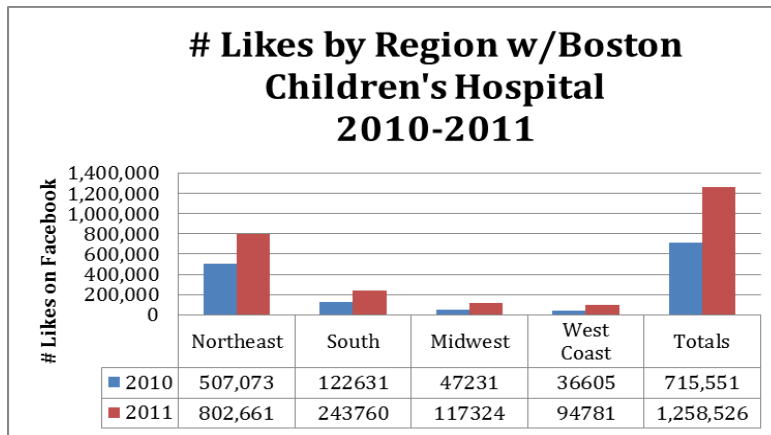 # Likes by Region w/Boston
Children's Hospital
2010-2011
# Likes on Facebook
1,400,000
1,200,000
1,000,000
800,000
600,000
400,000
200,000
0
Northeast South Midwest West Coast Totals
2010 507,073 122631 47231 36605 715,551
2011 802,661 243760 117324 94781 1,258,526